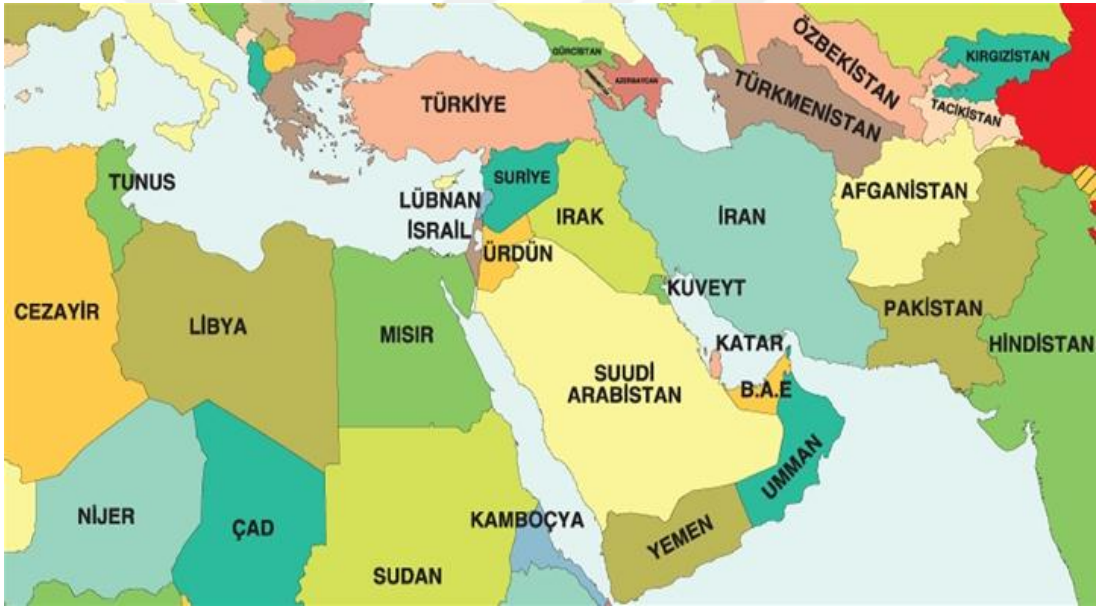 GÜRCİSTAN
ÖZBEKİSTAN
KIRGIZİSTAN
AZERBAYCAN
TÜRKİYE
TÜRKMENİSTAN
TACİKİSTAN
TUNUS
SURİYE
AFGANİSTAN
LÜBNAN
IRAK
İRAN
İSRAİL
ÜRDÜN
KUVEYT
PAKİSTAN
CEZAYİR
LİBYA
MISIR
KATAR
HİNDİSTAN
SUUDİ
ARABİSTAN
B.A.E
UMMAN
NİJER
ÇAD
KAMBOÇYA
YEMEN
SUDAN